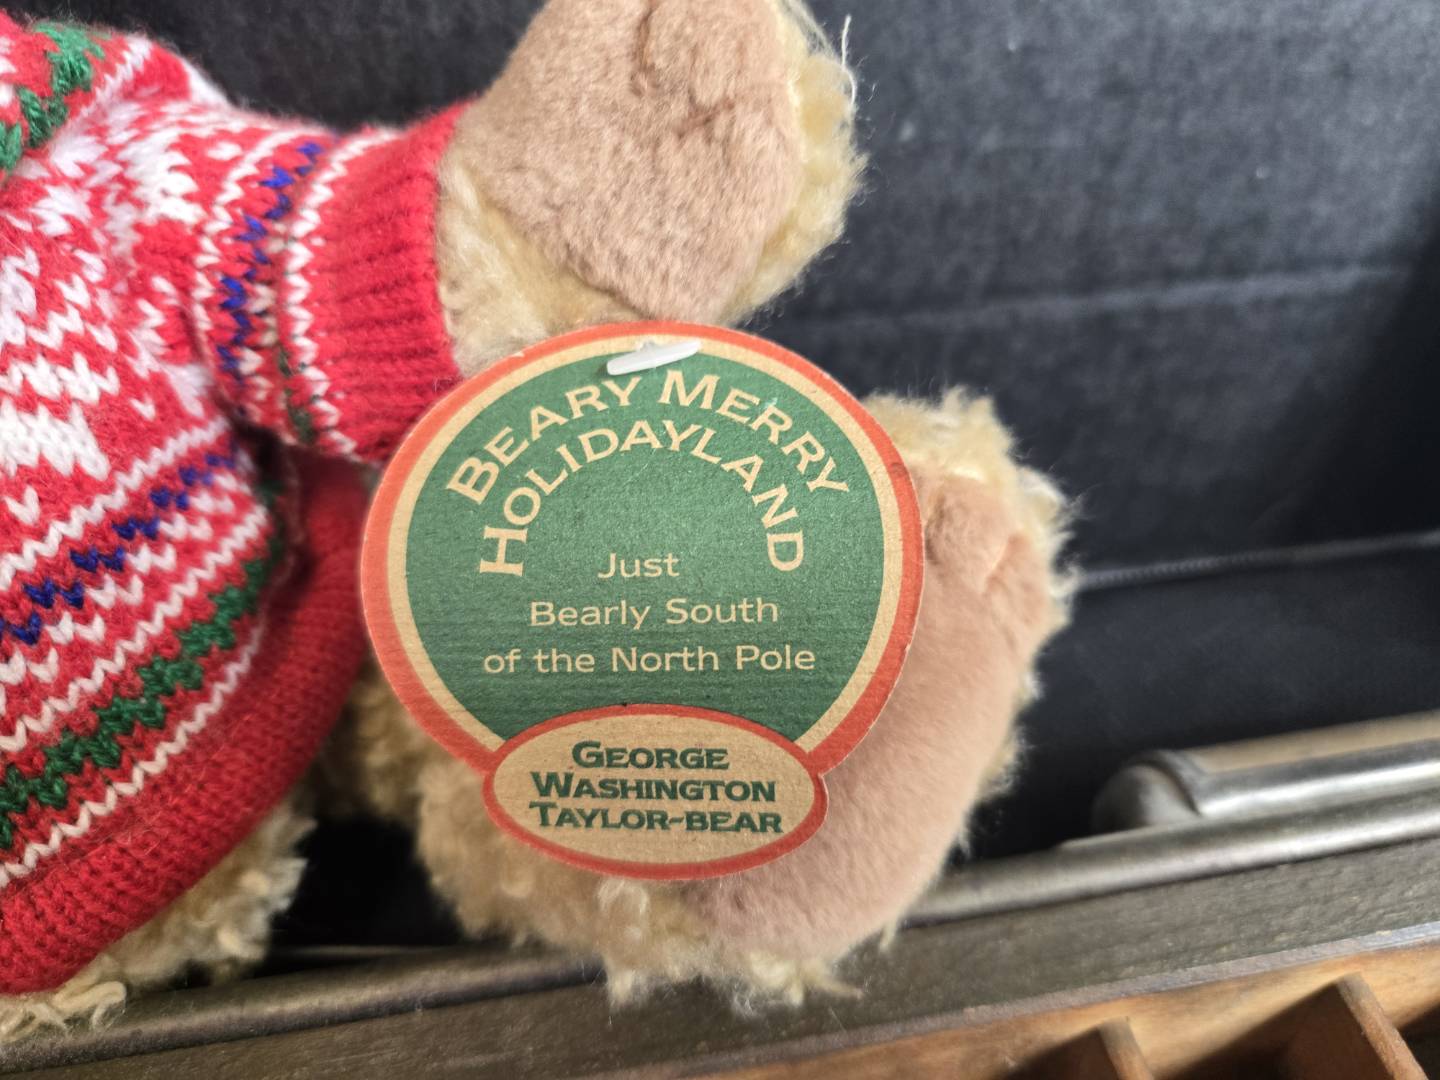 BEARY MERRY
HOLIDAYLAND
Just
Bearly South
of the North Pole
GEORGE
WASHINGTON
TAYLOR-BEAR